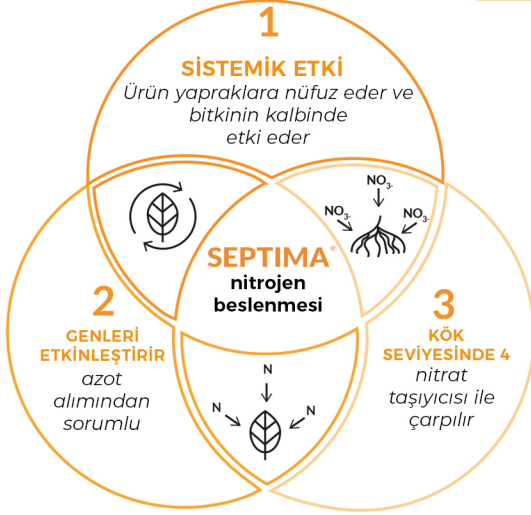 1
SİSTEMİK ETKİ
Ürün yapraklara nüfuz eder ve
bitkinin kalbinde
etki eder
NO3-
NO3-
NO3-
SEPTIMA®
nitrojen
beslenmesi
2
GENLERİ
ETKİNLEŞTİRİR
azot
alımından
sorumlu
3
KÖK
SEVİYESİNDE 4
nitrat
taşıyıcısı ile
çarpılır
N
N
N